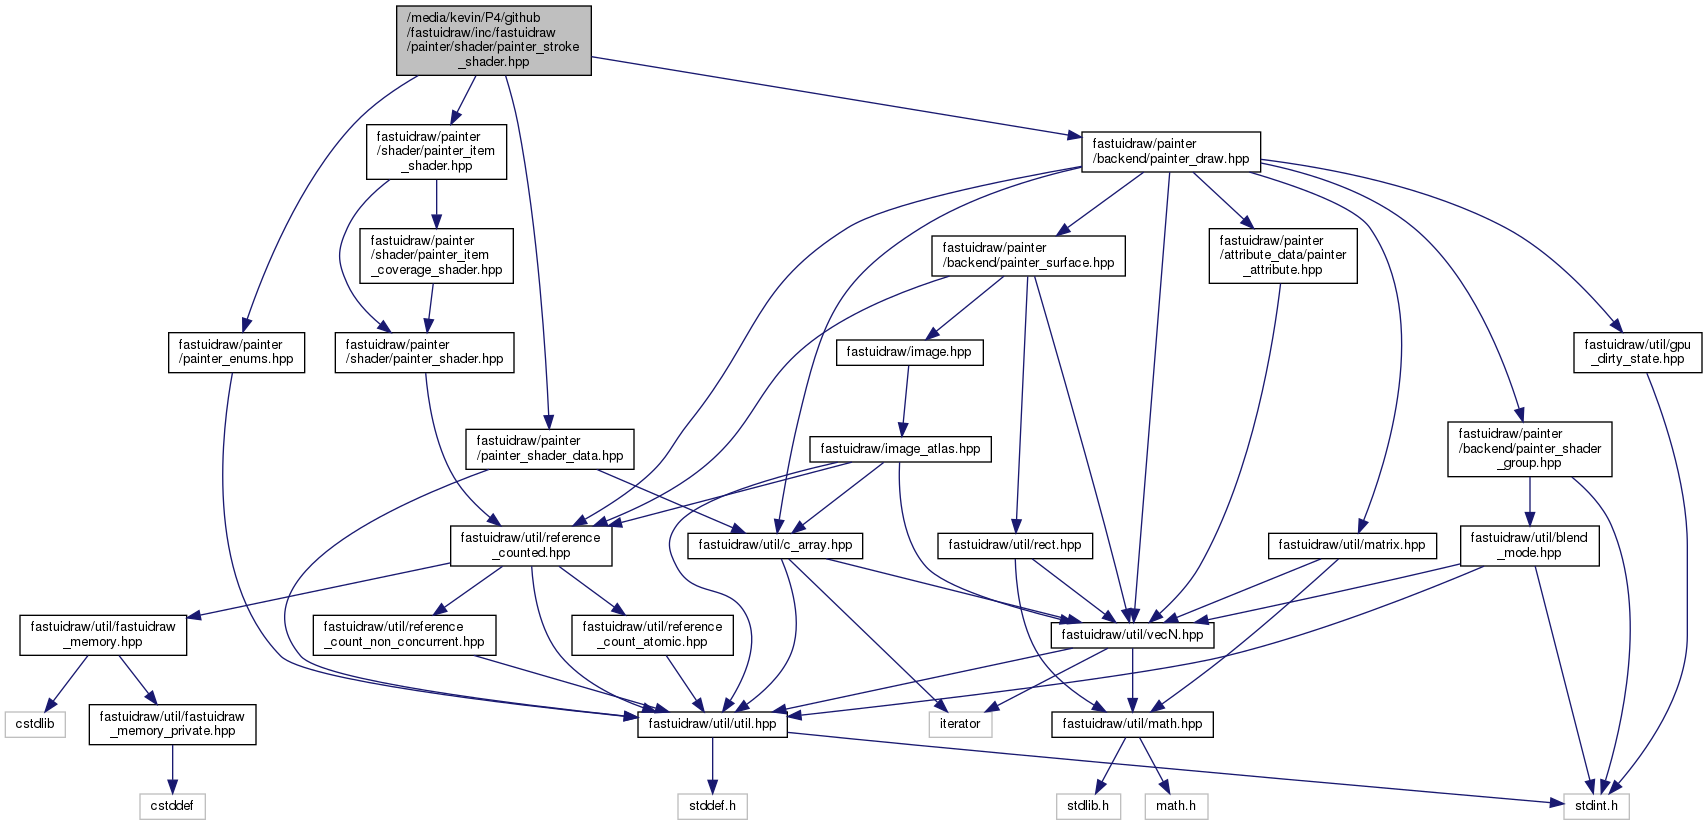 /media/kevin/P4/github
/fastuidraw/inc/fastuidraw
/painter/shader/painter_stroke
_shader.hpp
fastuidraw/painter
/shader/painter_item
_shader.hpp
fastuidraw/painter
/backend/painter_draw.hpp
fastuidraw/painter
/shader/painter_item
_coverage_shader.hpp
fastuidraw/painter
/backend/painter_surface.hpp
fastuidraw/painter
/attribute_data/painter
_attribute.hpp
fastuidraw/painter
/painter_enums.hpp
fastuidraw/painter
/shader/painter_shader.hpp
fastuidraw/image.hpp
fastuidraw/util/gpu
_dirty_state.hpp
fastuidraw/painter
/painter_shader_data.hpp
fastuidraw/image_atlas.hpp
fastuidraw/painter
/backend/painter_shader
_group.hpp
fastuidraw/util/reference
_counted.hpp
fastuidraw/util/c_array.hpp
fastuidraw/util/rect.hpp
fastuidraw/util/matrix.hpp
fastuidraw/util/blend
_mode.hpp
fastuidraw/util/fastuidraw
_memory.hpp
fastuidraw/util/reference
_count_non_concurrent.hpp
fastuidraw/util/reference
_count_atomic.hpp
fastuidraw/util/vecN.hpp
cstdlib
fastuidraw/util/fastuidraw
_memory_private.hpp
fastuidraw/util/util.hpp
iterator
fastuidraw/util/math.hpp
cstddef
stddef.h
stdlib.h
math.h
stdint.h